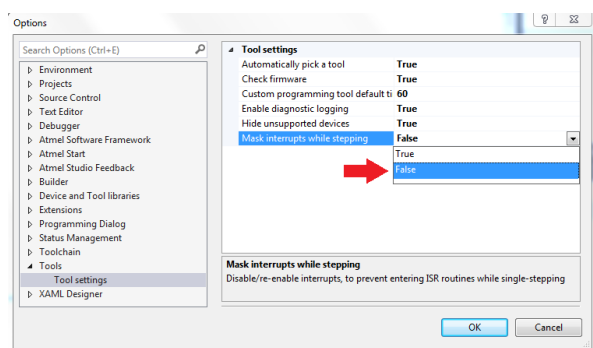 Options
Search Options (Ctrl+E)
Environment
Projects
Source Control
Text Editor
Debugger
Atmel Software Framework
Atmel Start
Atmel Studio Feedback
Builder
Device and Tool libraries
Extensions
Programming Dialog
Status Management
Toolchain
Tools
Tool settings
XAML Designer
Tool settings
Automatically pick a tool True
Check firmware True
Custom programming tool default ti 60
Enable diagnostic logging True
Hide unsupported devices True
Mask interrupts while stepping False
True
False
Mask interrupts while stepping
Disable/re-enable interrupts, to prevent entering ISR routines while single-stepping
OK Cancel